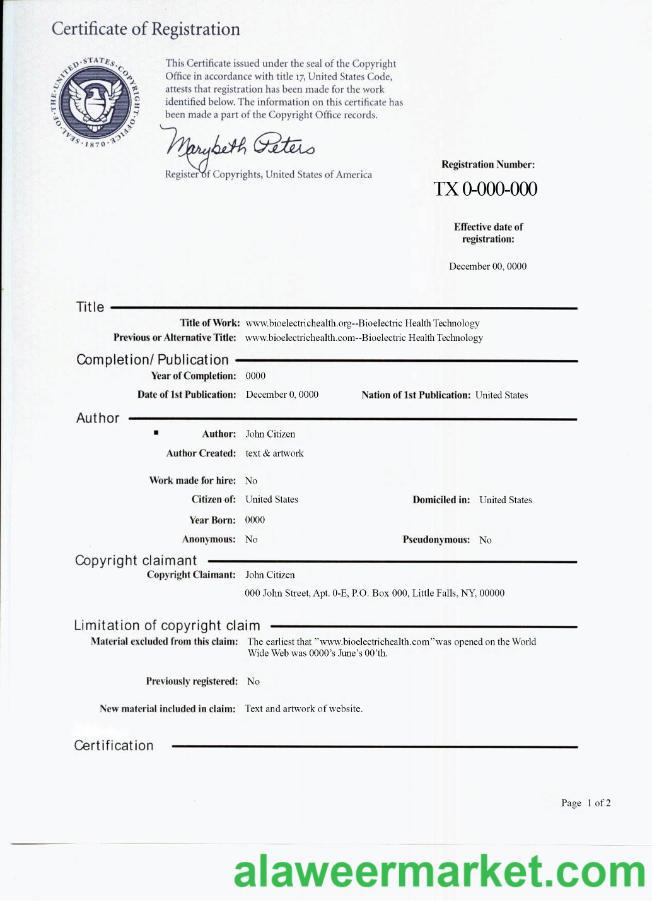 Certificate of Registration
SEAL·OF·THE·UNITED·STATES·COPYRIGHT·OFFICE·1870
This Certificate issued under the seal of the Copyright
Office in accordance with title 17, United States Code,
attests that registration has been made for the work
identified below. The information on this certificate has
been made a part of the Copyright Office records.
Marybeth Peters
Register of Copyrights, United States of America
Registration Number:
TX 0-000-000
Effective date of
registration:
December 00, 0000
Title
Title of Work: www.bioelectrichealth.org--Bioelectric Health Technology
Previous or Alternative Title: www.bioelectrichealth.com--Bioelectric Health Technology
Completion/ Publication
Year of Completion: 0000
Date of 1st Publication: December 0, 0000 Nation of 1st Publication: United States
Author
Author: John Citizen
Author Created: text & artwork
Work made for hire: No
Citizen of: United States Domiciled in: United States
Year Born: 0000
Anonymous: No Pseudonymous: No
Copyright claimant
Copyright Claimant: John Citizen
000 John Street, Apt. 0-E, P.O. Box 000, Little Falls, NY, 00000
Limitation of copyright claim
Material excluded from this claim: The earliest that "www.bioelectrichealth.com"was opened on the World
Wide Web was 0000's June's 00'th.
Previously registered: No
New material included in claim: Text and artwork of website.
Certification
Page 1 of 2
alaweermarket.com